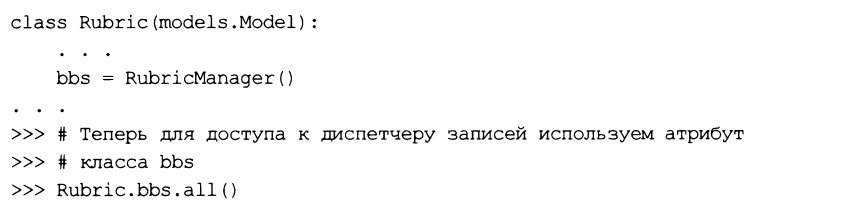 class Rubric(models.Model):
    . . .
    bbs = RubricManager()
. . .
>>> # Теперь для доступа к диспетчеру записей используем атрибут
>>> # класса bbs
>>> Rubric.bbs.all()